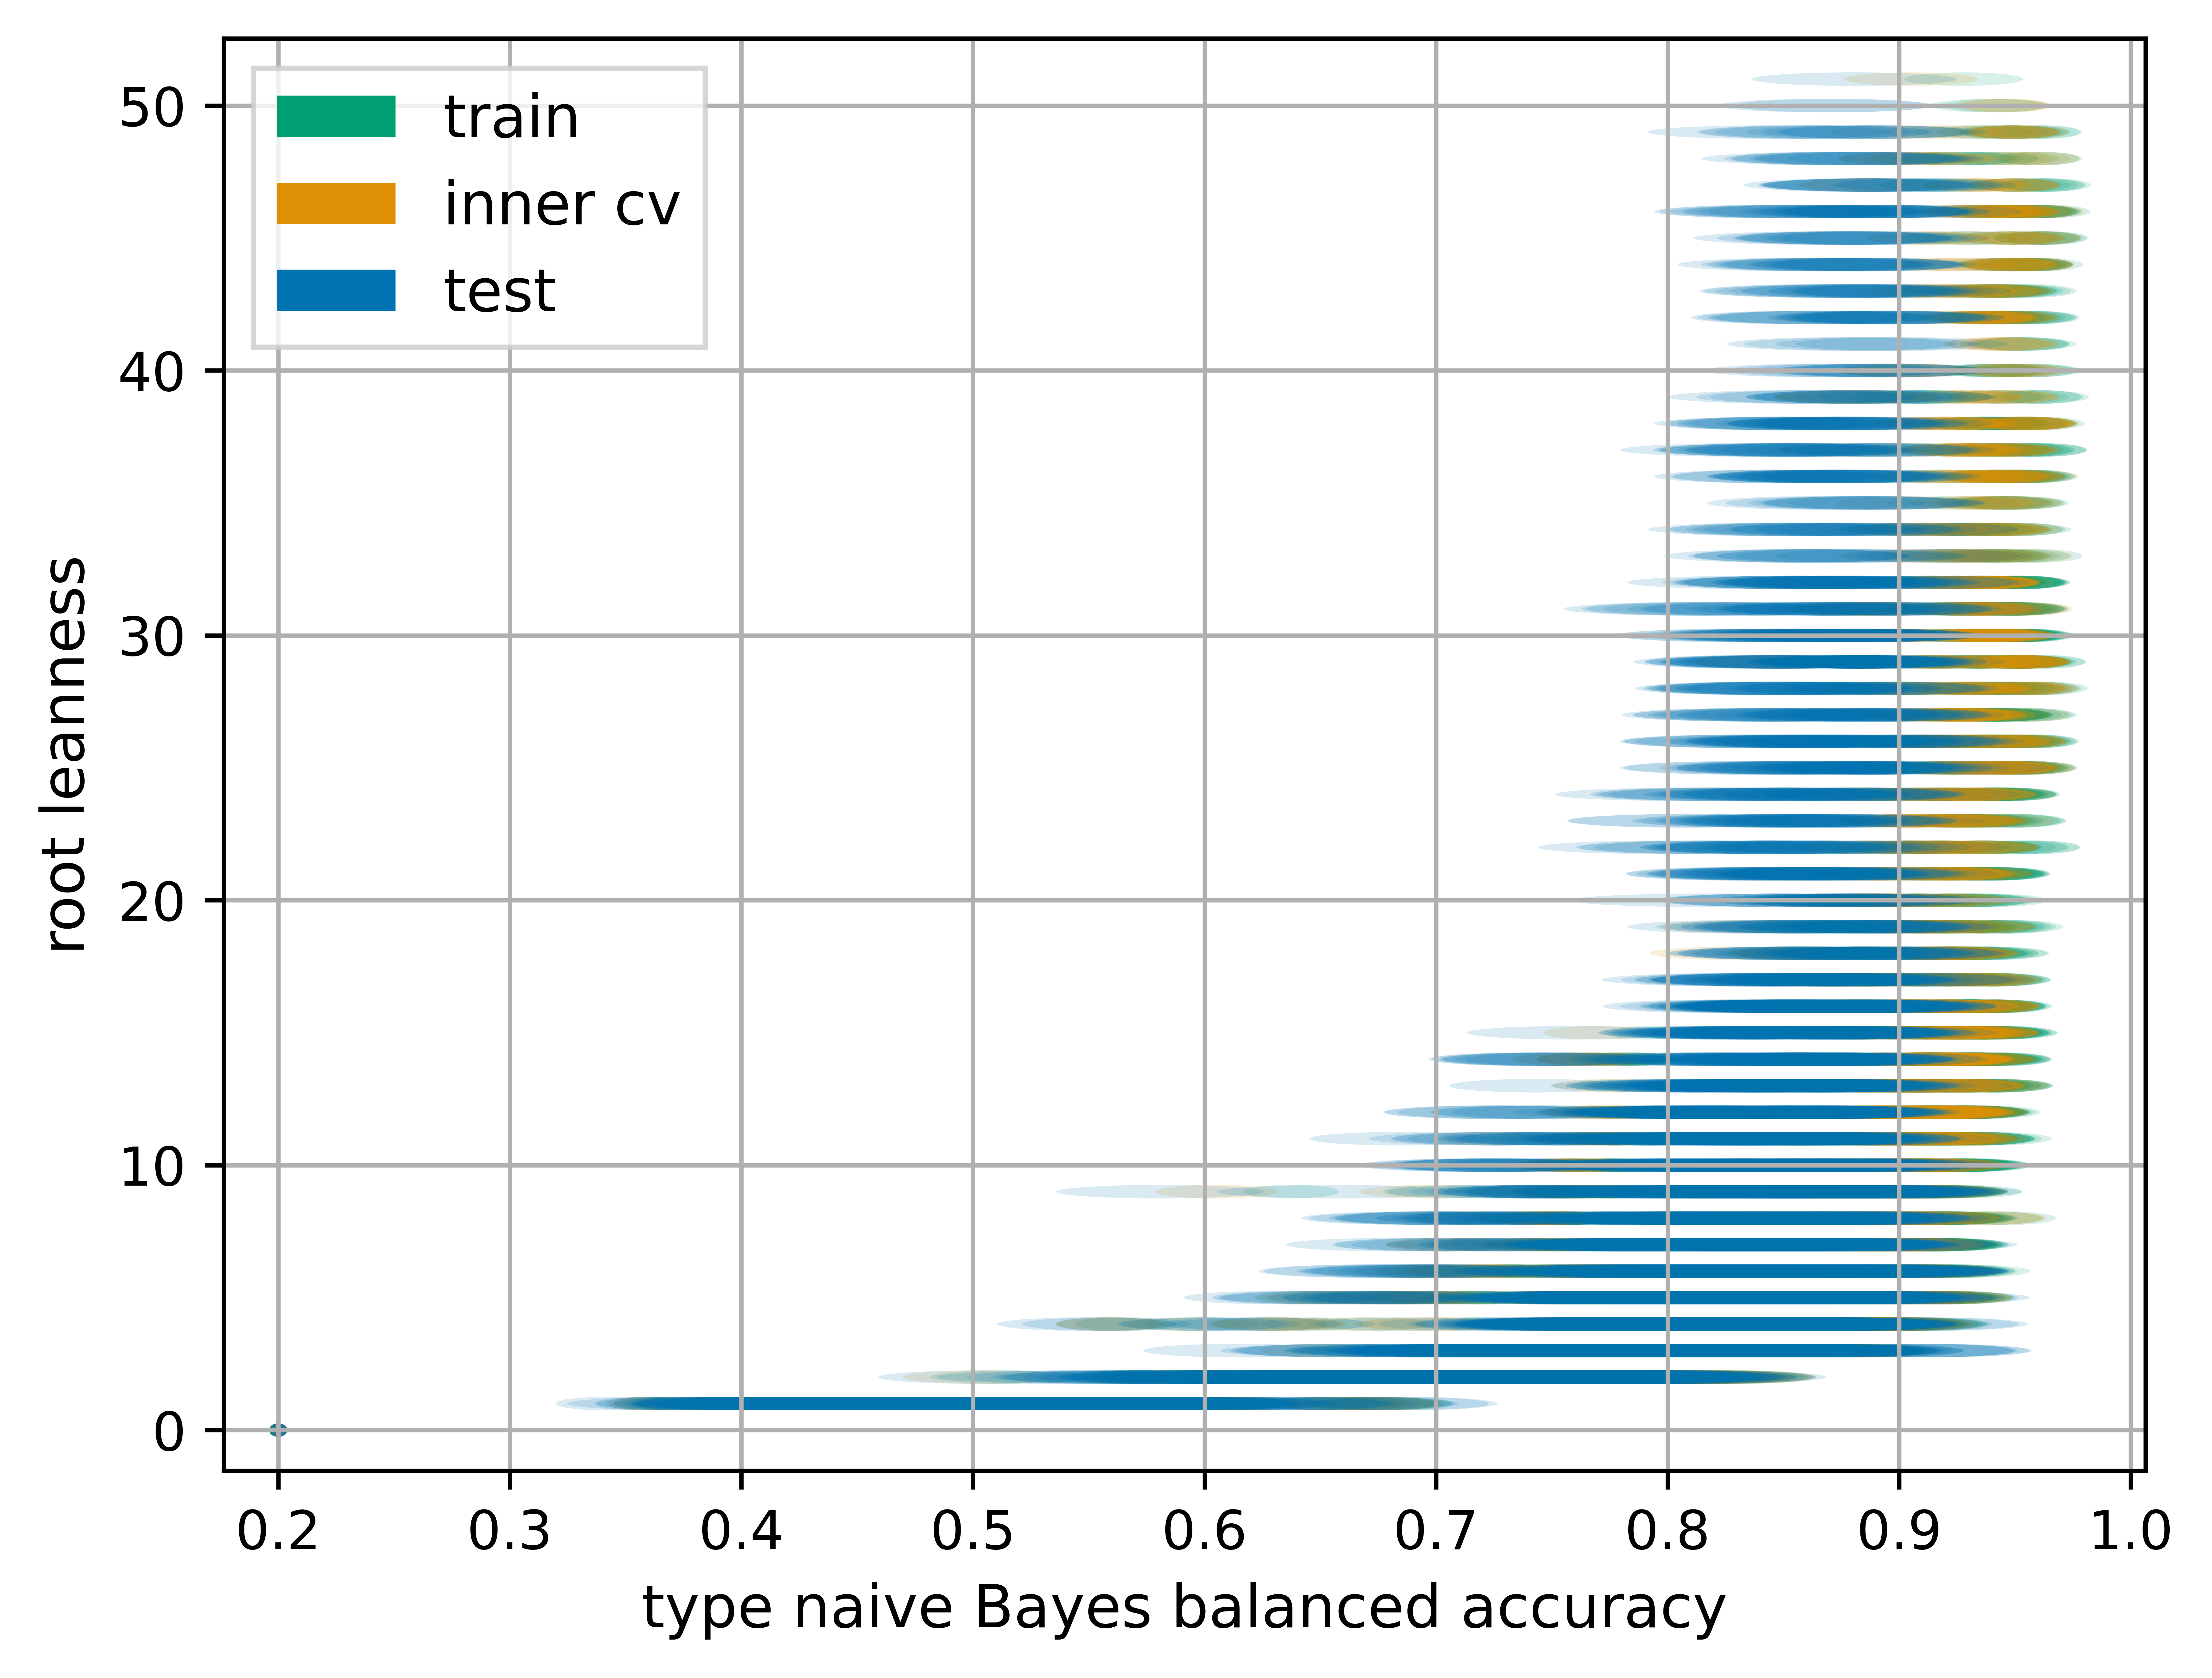 train
inner cv
test
50
40
30
20
10
0
root leanness
0.2 0.3 0.4 0.5 0.6 0.7 0.8 0.9 1.0
type naive Bayes balanced accuracy